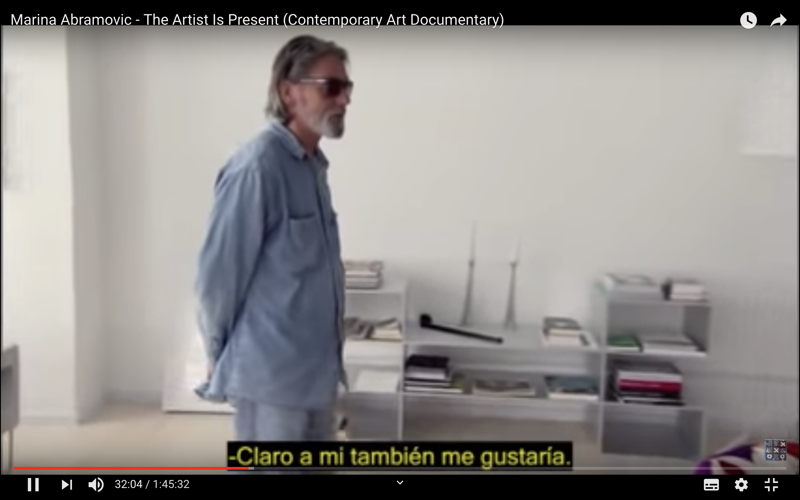 Marina Abramovic - The Artist Is Present (Contemporary Art Documentary)
-Claro a mi también me gustaría.
32:04 / 1:45:32